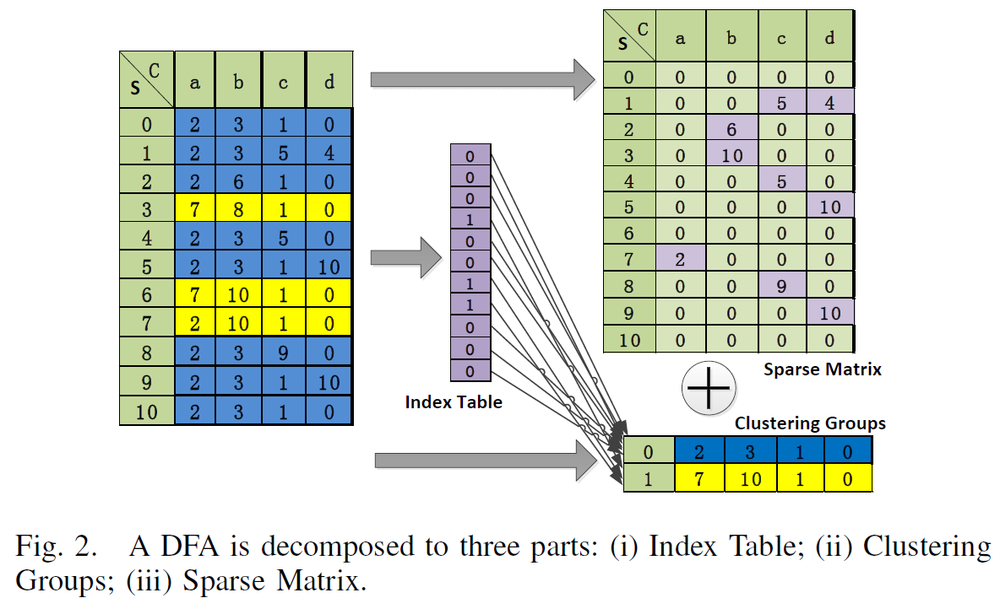 C
S a b c d
0 2 3 1 0
1 2 3 5 4
2 2 6 1 0
3 7 8 1 0
4 2 3 5 0
5 2 3 1 10
6 7 10 1 0
7 2 10 1 0
8 2 3 9 0
9 2 3 1 10
10 2 3 1 0
0
0
0
1
0
0
1
1
0
0
0
Index Table
C
S a b c d
0 0 0 0 0
1 0 0 5 4
2 0 6 0 0
3 0 10 0 0
4 0 0 5 0
5 0 0 0 10
6 0 0 0 0
7 2 0 0 0
8 0 0 9 0
9 0 0 0 10
10 0 0 0 0
Sparse Matrix
Clustering Groups
0 2 3 1 0
1 7 10 1 0
Fig. 2. A DFA is decomposed to three parts: (i) Index Table; (ii) Clustering
Groups; (iii) Sparse Matrix.